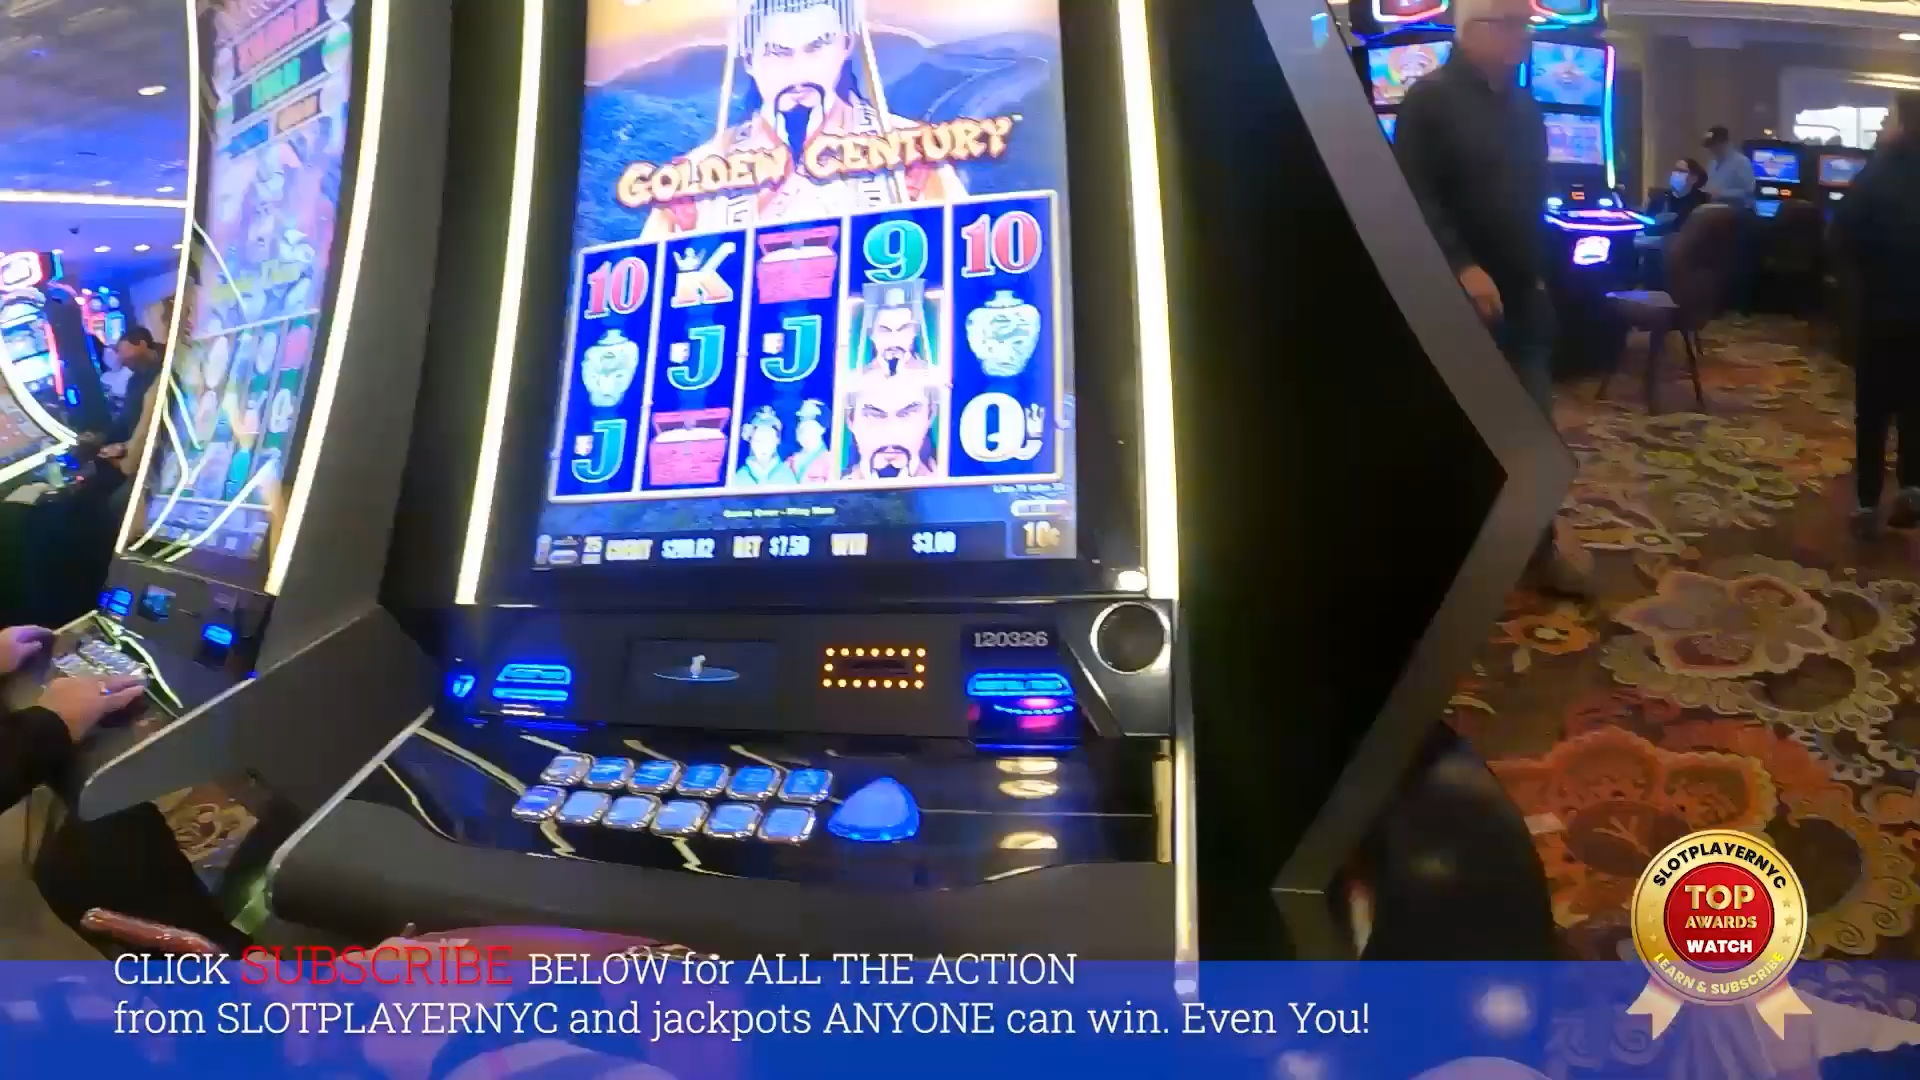 GOLDEN CENTURY™
10 K 9 10
J J
J Q
CREDIT BET $7.50 WIN $3.00
10¢
120326
SLOTPLAYERNYC
TOP
AWARDS
WATCH
LEARN & SUBSCRIBE
CLICK SUBSCRIBE BELOW for ALL THE ACTION
from SLOTPLAYERNYC and jackpots ANYONE can win. Even You!